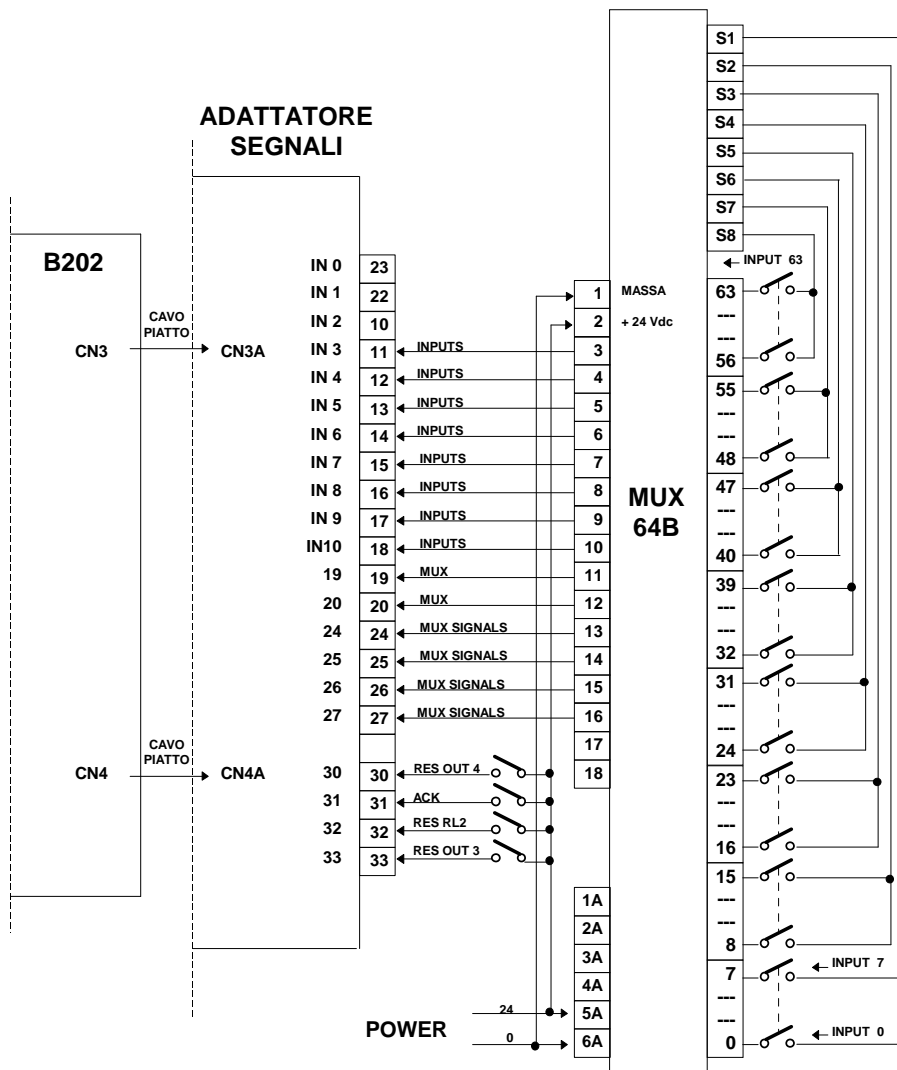 ADATTATORE
SEGNALI
B202
CN3
CAVO
PIATTO
CN3A
CN4
CAVO
PIATTO
CN4A
IN 0 23
IN 1 22
IN 2 10
IN 3 11 INPUTS 3
IN 4 12 INPUTS 4
IN 5 13 INPUTS 5
IN 6 14 INPUTS 6
IN 7 15 INPUTS 7
IN 8 16 INPUTS 8
IN 9 17 INPUTS 9
IN10 18 INPUTS 10
19 19 MUX 11
20 20 MUX 12
24 24 MUX SIGNALS 13
25 25 MUX SIGNALS 14
26 26 MUX SIGNALS 15
27 27 MUX SIGNALS 16
17
18
30 30 RES OUT 4
31 31 ACK
32 32 RES RL2
33 33 RES OUT 3
1 MASSA
2 + 24 Vdc
1A
2A
3A
4A
5A
6A
POWER
24
0
MUX
64B
S1
S2
S3
S4
S5
S6
S7
S8
INPUT 63
63
---
---
56
55
---
---
48
47
---
---
40
39
---
---
32
31
---
---
24
23
---
---
16
15
---
---
8
7 INPUT 7
---
---
0 INPUT 0